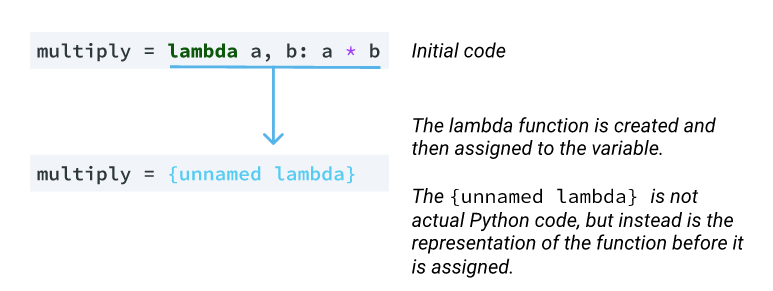 multiply = lambda a, b: a * b
Initial code
The lambda function is created and
then assigned to the variable.
multiply = {unnamed lambda}
The {unnamed lambda} is not
actual Python code, but instead is the
representation of the function before it
is assigned.